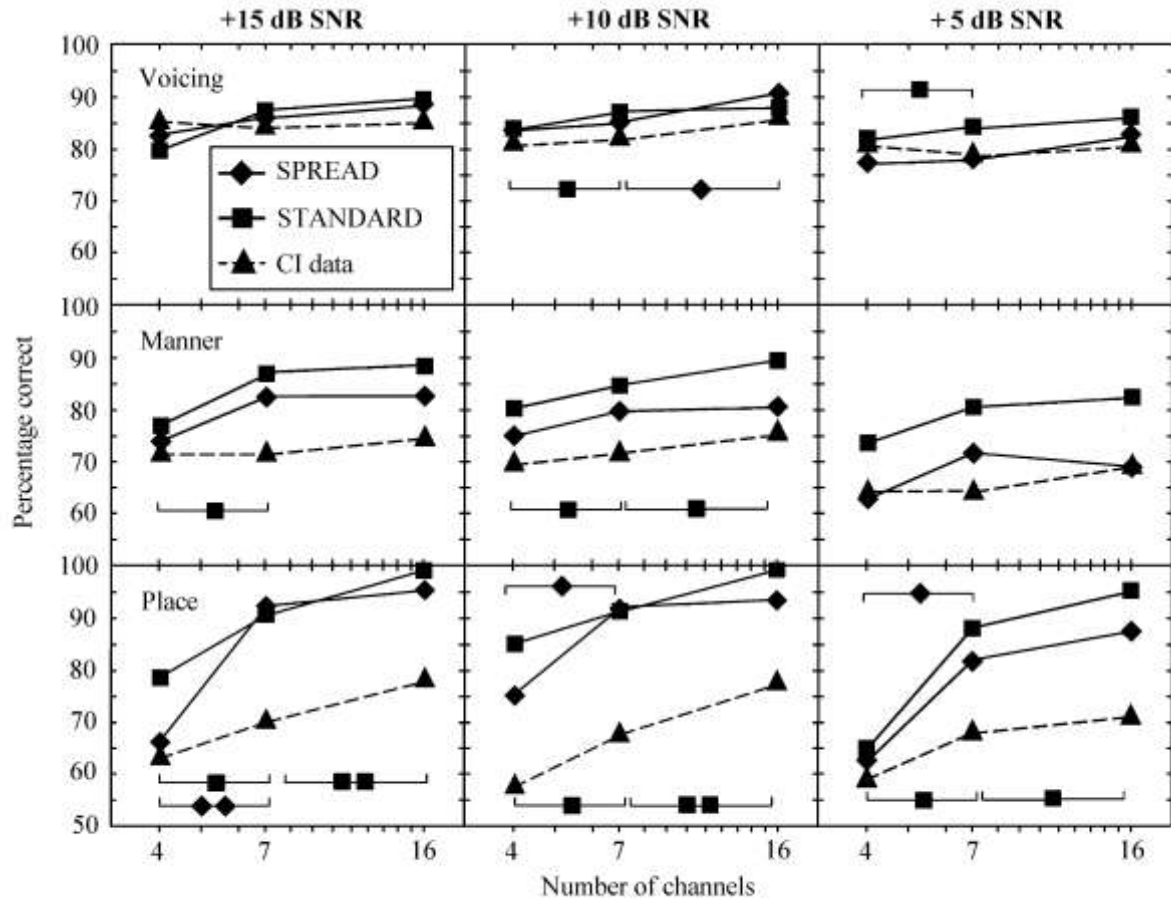 +15 dB SNR +10 dB SNR +5 dB SNR
100
Voicing
90
80
70
60
SPREAD
STANDARD
CI data
100
Manner
90
80
70
60
Percentage correct
100
Place
90
80
70
60
50
4 7 16 4 7 16 4 7 16
Number of channels